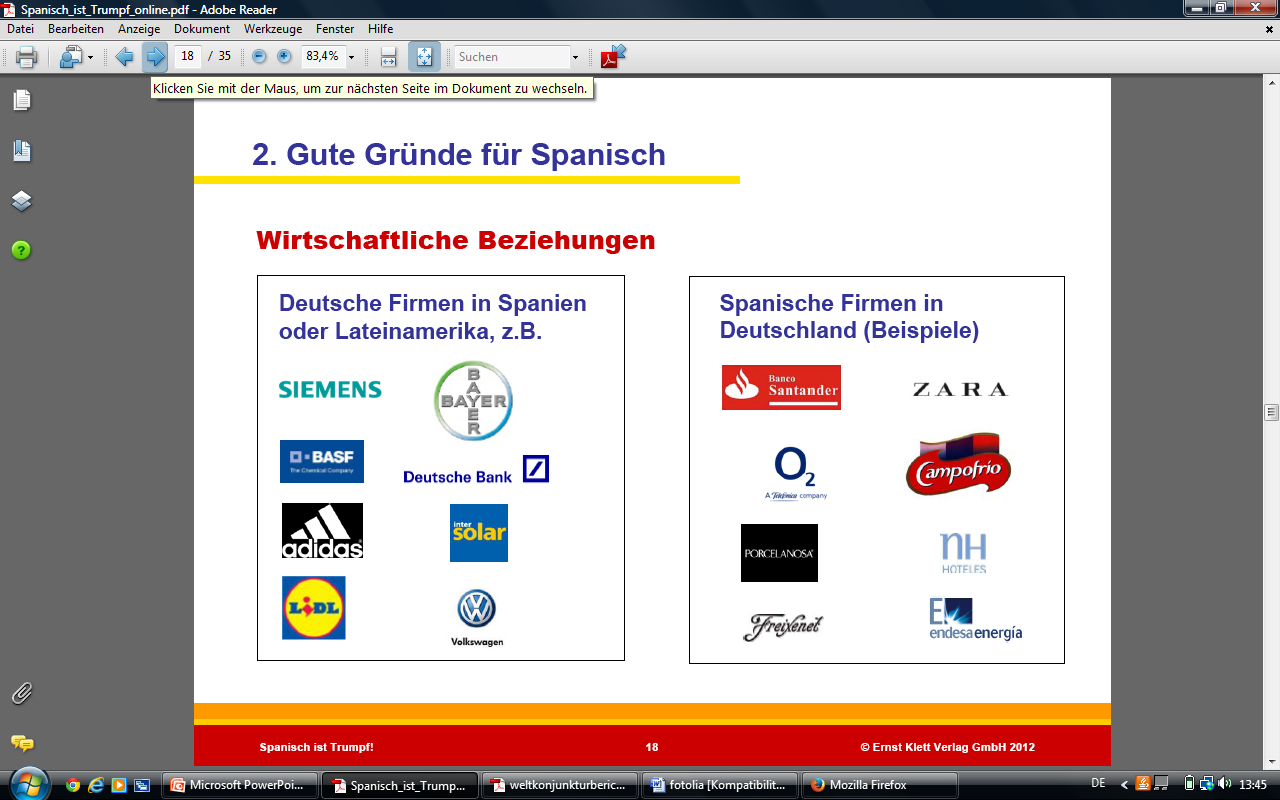 Spanisch_ist_Trumpf_online.pdf - Adobe Reader
Datei Bearbeiten Anzeige Dokument Werkzeuge Fenster Hilfe
18 / 35 83,4% Suchen
Klicken Sie mit der Maus, um zur nächsten Seite im Dokument zu wechseln.
2. Gute Gründe für Spanisch
Wirtschaftliche Beziehungen
Deutsche Firmen in Spanien
oder Lateinamerika, z.B.
SIEMENS
BAYER
BAYER
BASF
The Chemical Company
Deutsche Bank
adidas
inter
solar
LIDL
Volkswagen
Spanische Firmen in
Deutschland (Beispiele)
Banco
Santander
ZARA
O2
A Telefónica company
Campofrío
PORCELANOSA
nH
HOTELES
Freixenet
E
endesa energía
Spanisch ist Trumpf! 18 © Ernst Klett Verlag GmbH 2012
Microsoft PowerPoi... Spanisch_ist_Trump... weltkonjunkturberic... fotolia [Kompatibilit... Mozilla Firefox DE 13:45